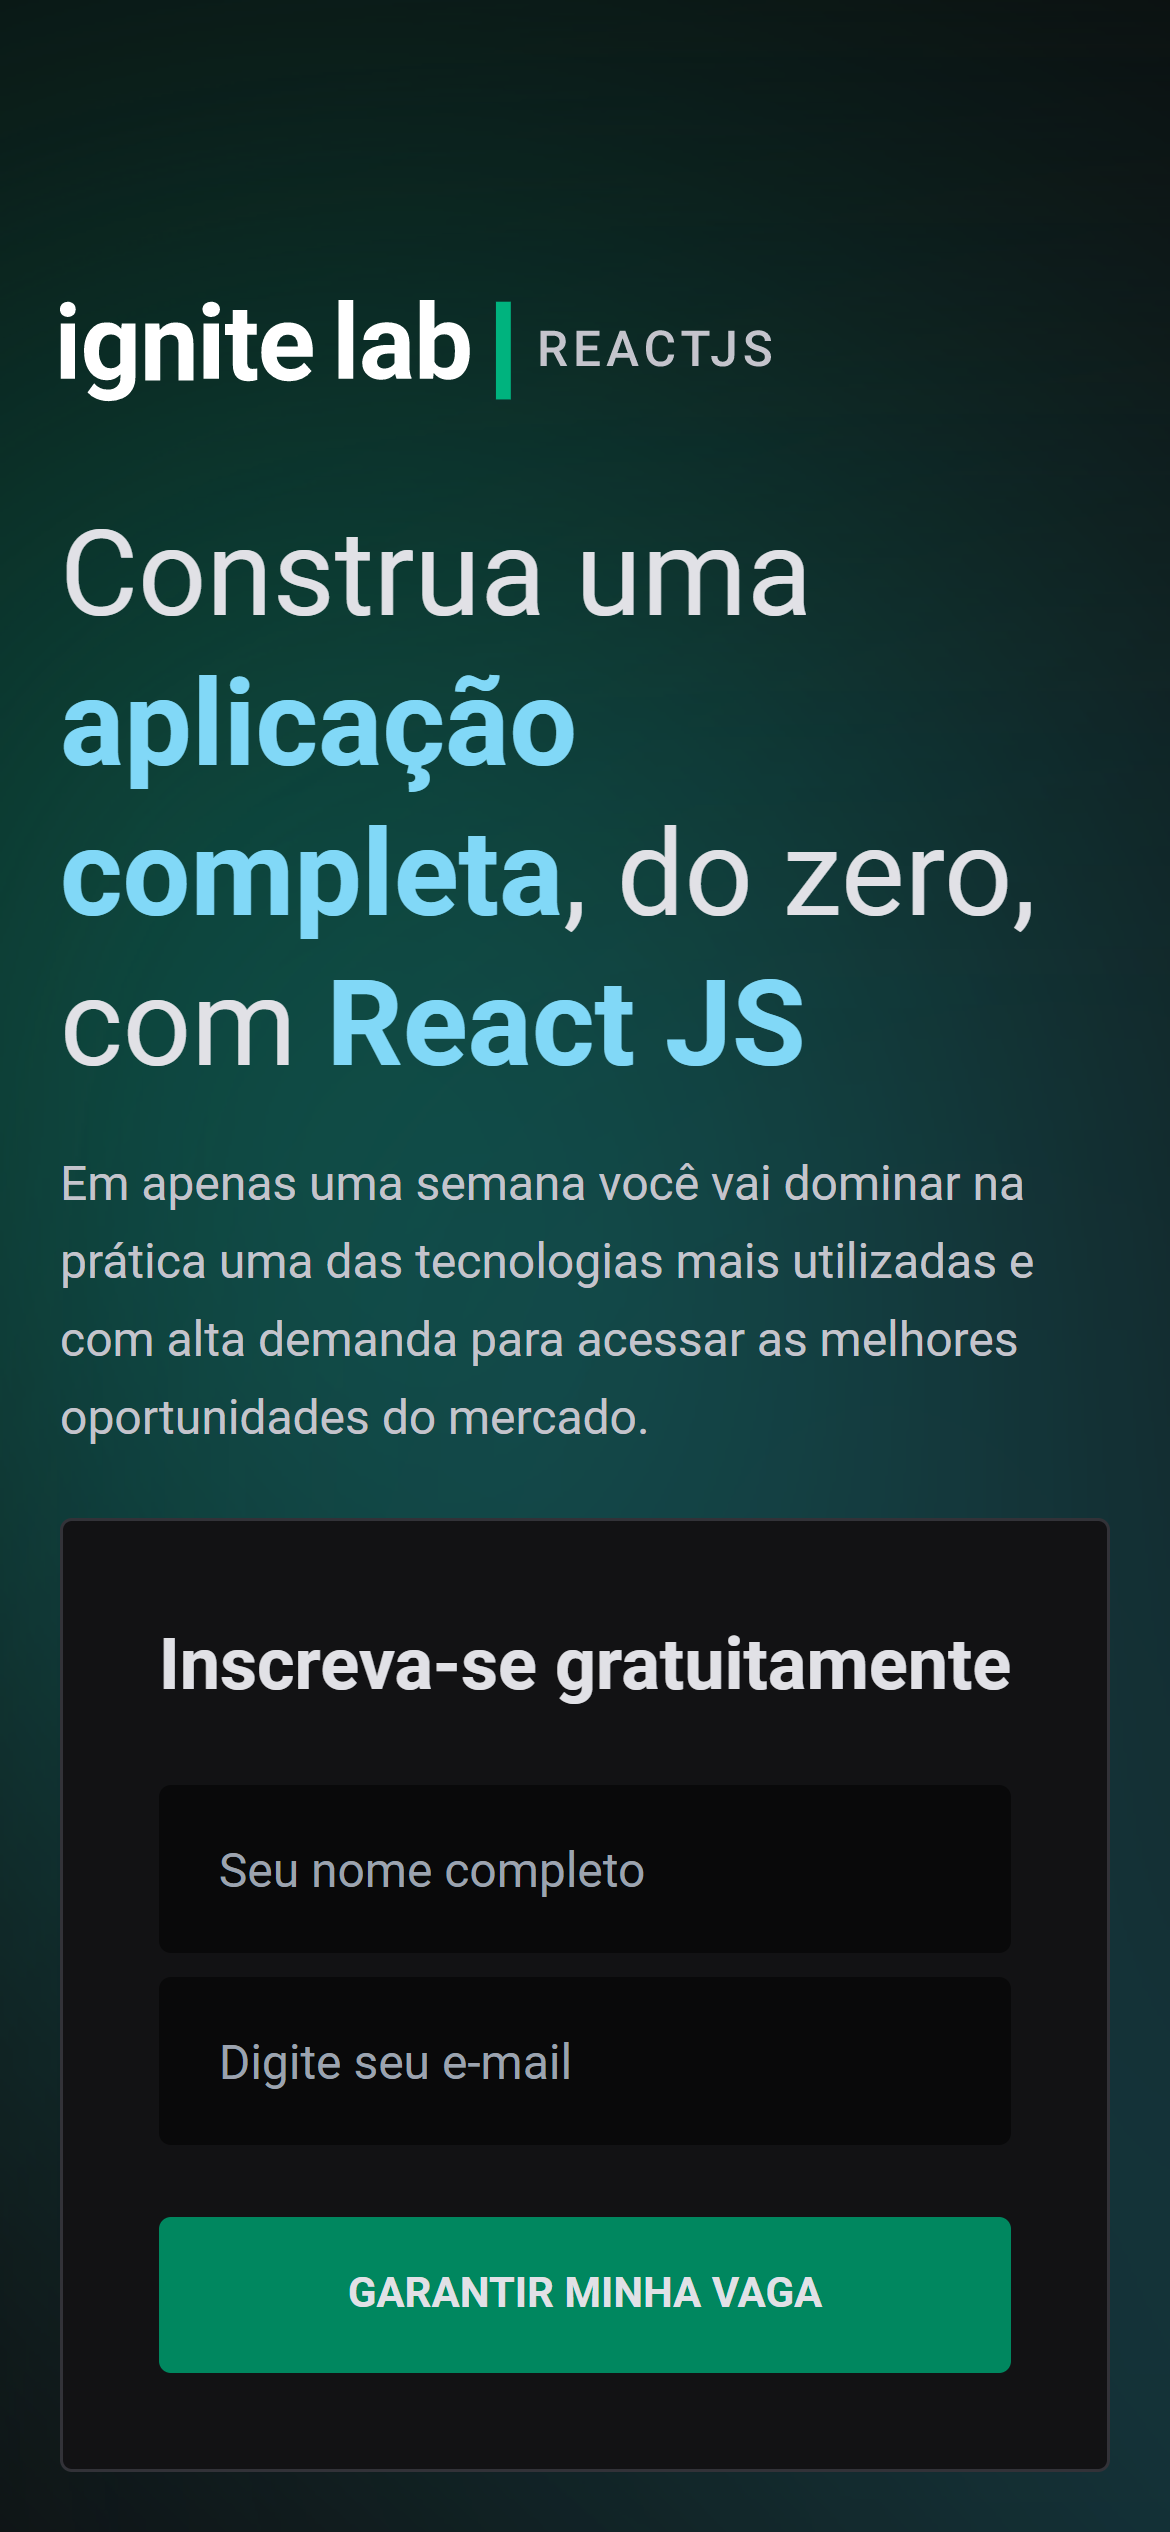 ignite lab | REACTJS
Construa uma
aplicação
completa, do zero,
com React JS
Em apenas uma semana você vai dominar na
prática uma das tecnologias mais utilizadas e
com alta demanda para acessar as melhores
oportunidades do mercado.
Inscreva-se gratuitamente
Seu nome completo
Digite seu e-mail
GARANTIR MINHA VAGA